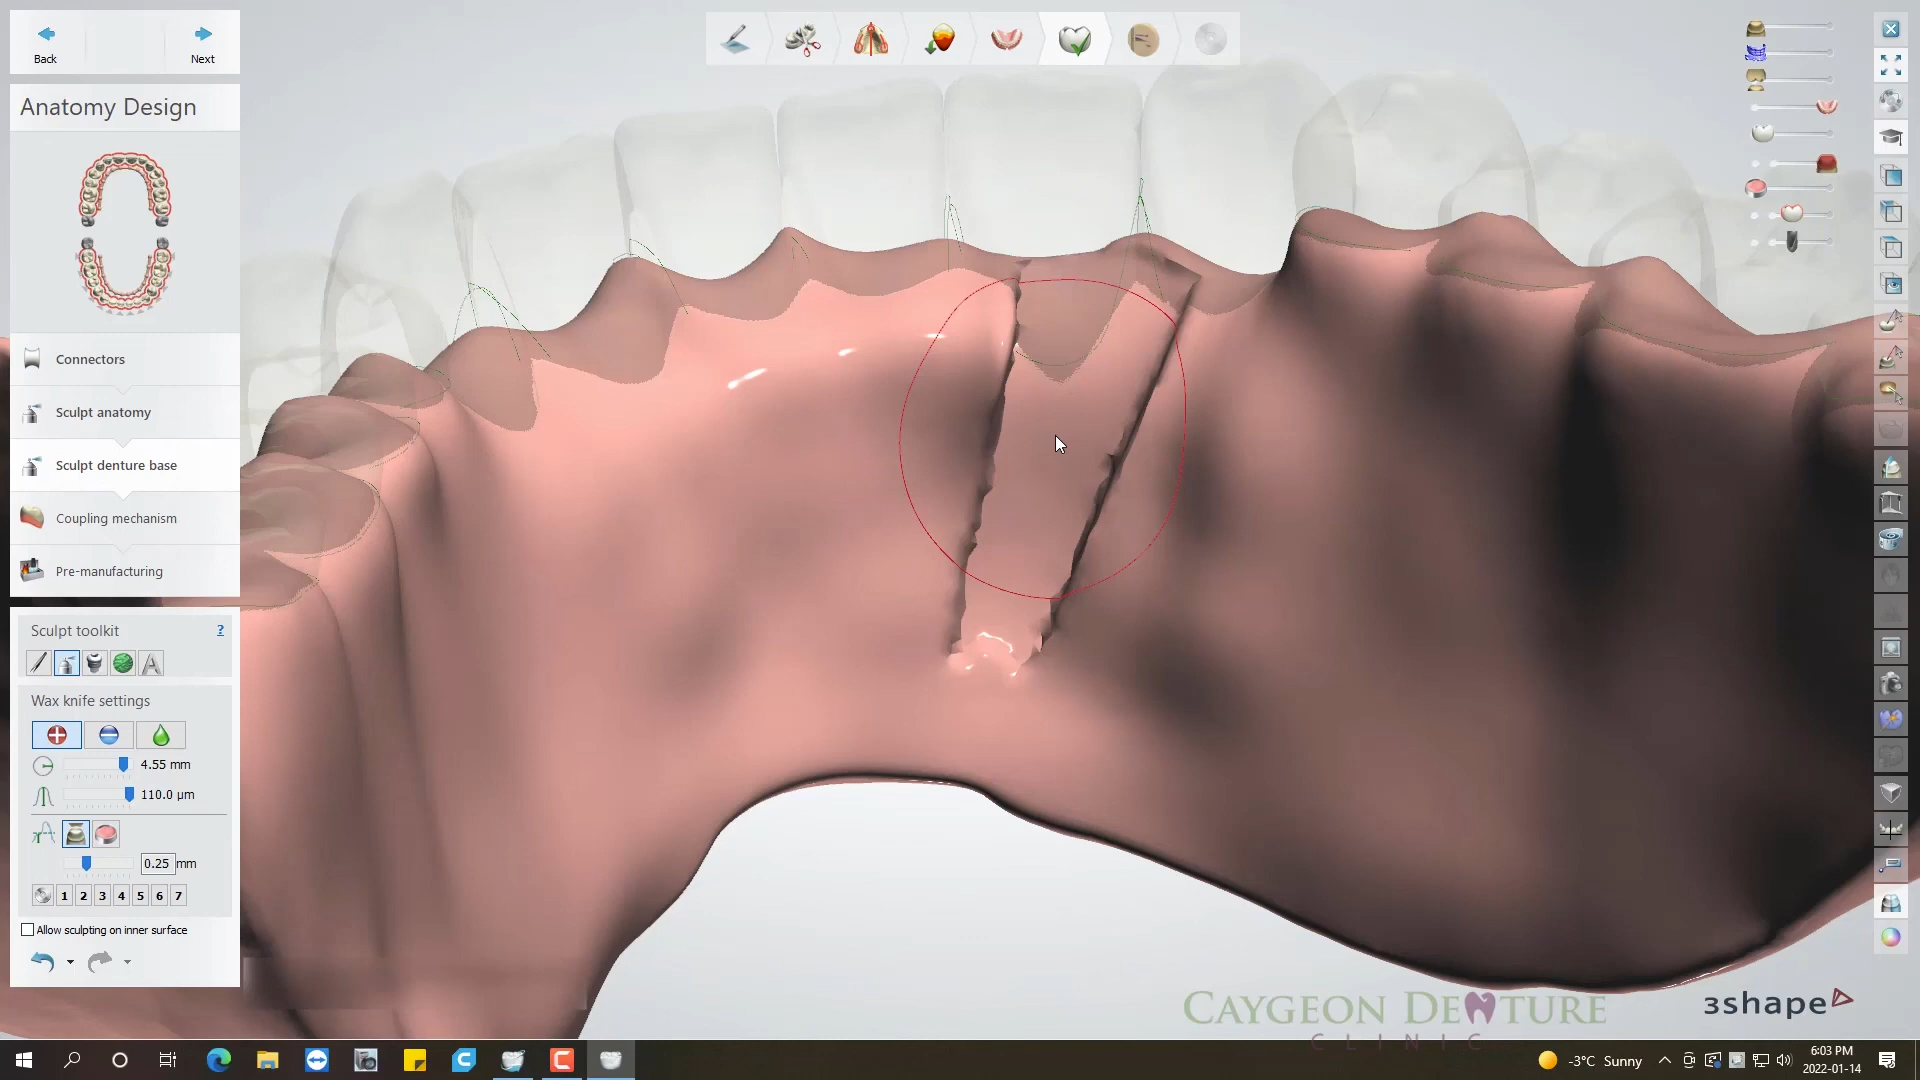 Back
Next
Anatomy Design
Connectors
Sculpt anatomy
Sculpt denture base
Coupling mechanism
Pre-manufacturing
Sculpt toolkit
?
Wax knife settings
4.55 mm
110.0 µm
0.25 mm
1 2 3 4 5 6 7
Allow sculpting on inner surface
CAYGEON DENTURE
CLINIC
3shape
-3°C Sunny
6:03 PM
2022-01-14